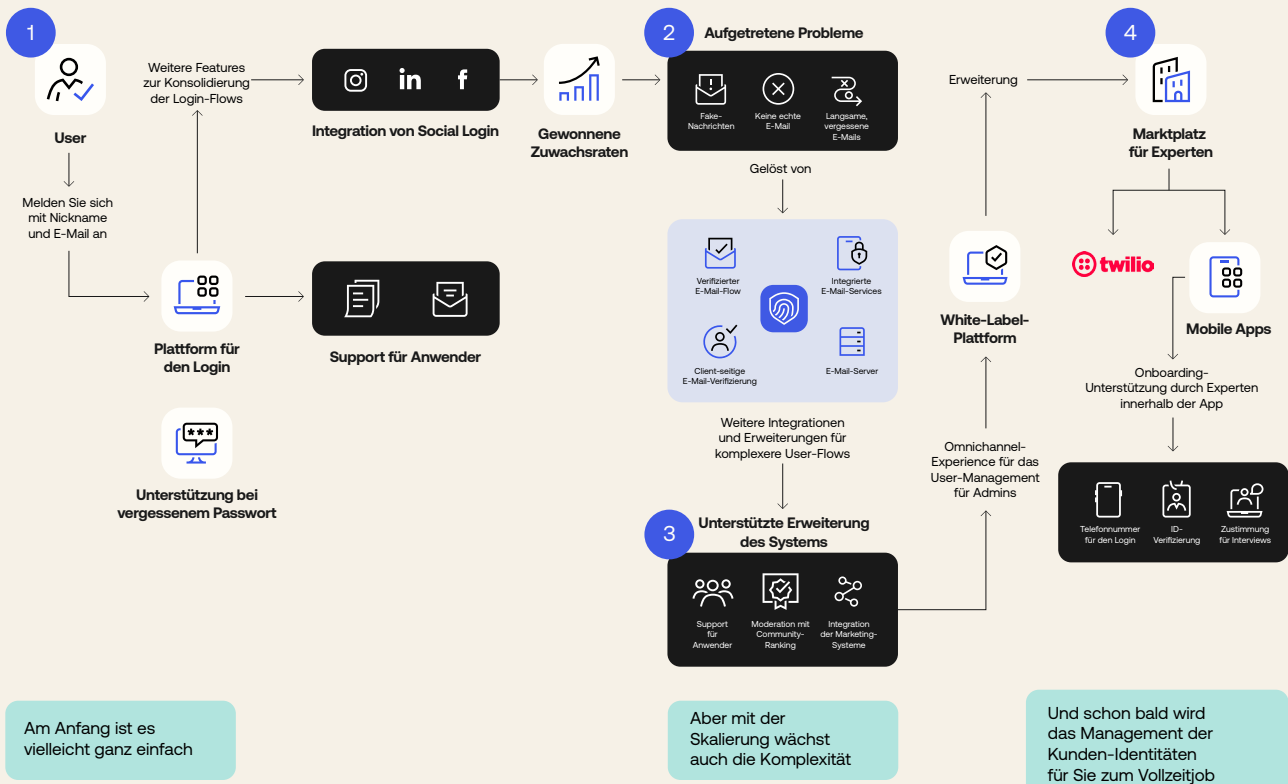 1
User
Melden Sie sich
mit Nickname
und E-Mail an
Weitere Features
zur Konsolidierung
der Login-Flows
Plattform für
den Login
Unterstützung bei
vergessenem Passwort
in
f
Integration von Social Login
Support für Anwender
Gewonnene
Zuwachsraten
2
Aufgetretene Probleme
Fake-
Nachrichten
Keine echte
E-Mail
Langsame,
vergessene
E-Mails
Gelöst von
Verifizierter
E-Mail-Flow
Integrierte
E-Mail-Services
Client-seitige
E-Mail-Verifizierung
E-Mail-Server
Weitere Integrationen
und Erweiterungen für
komplexere User-Flows
3
Unterstützte Erweiterung
des Systems
Support
für
Anwender
Moderation mit
Community-
Ranking
Integration
der Marketing-
Systeme
Omnichannel-
Experience für das
User-Management
für Admins
White-Label-
Plattform
Erweiterung
4
Marktplatz
für Experten
twilio
Mobile Apps
Onboarding-
Unterstützung durch Experten
innerhalb der App
Telefonnummer
für den Login
ID-
Verifizierung
Zustimmung
für Interviews
Am Anfang ist es
vielleicht ganz einfach
Aber mit der
Skalierung wächst
auch die Komplexität
Und schon bald wird
das Management der
Kunden-Identitäten
für Sie zum Vollzeitjob